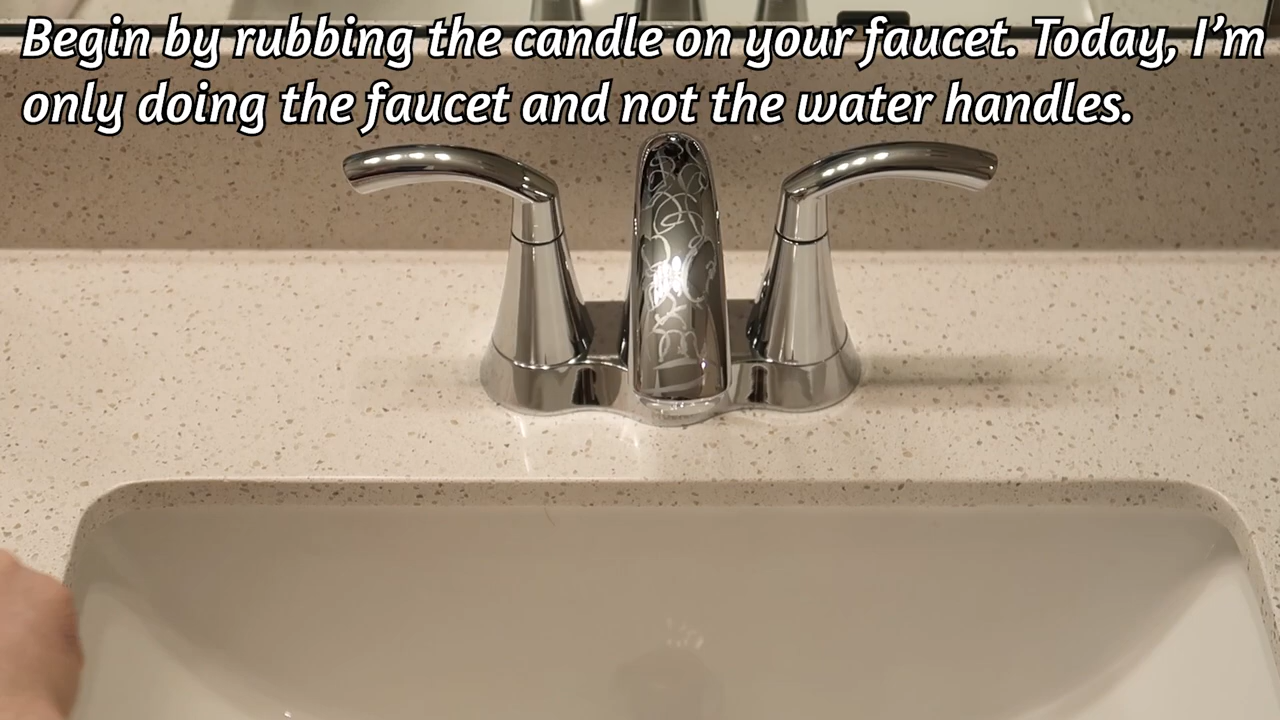 Begin by rubbing the candle on your faucet. Today, I’m
only doing the faucet and not the water handles.